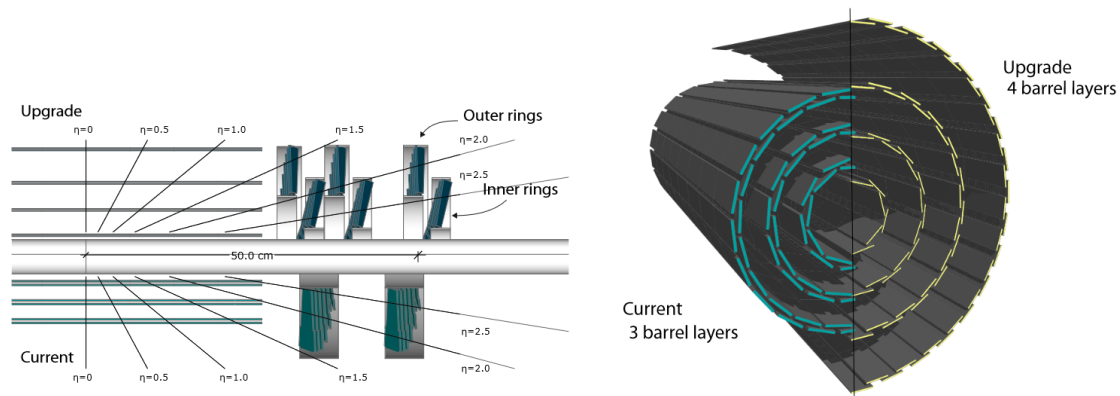 Upgrade
η=0
η=0.5
η=1.0
η=1.5
Outer rings
η=2.0
η=2.5
Inner rings
50.0 cm
η=2.5
Current
η=0
η=0.5
η=1.0
η=1.5
η=2.0
Upgrade
4 barrel layers
Current
3 barrel layers